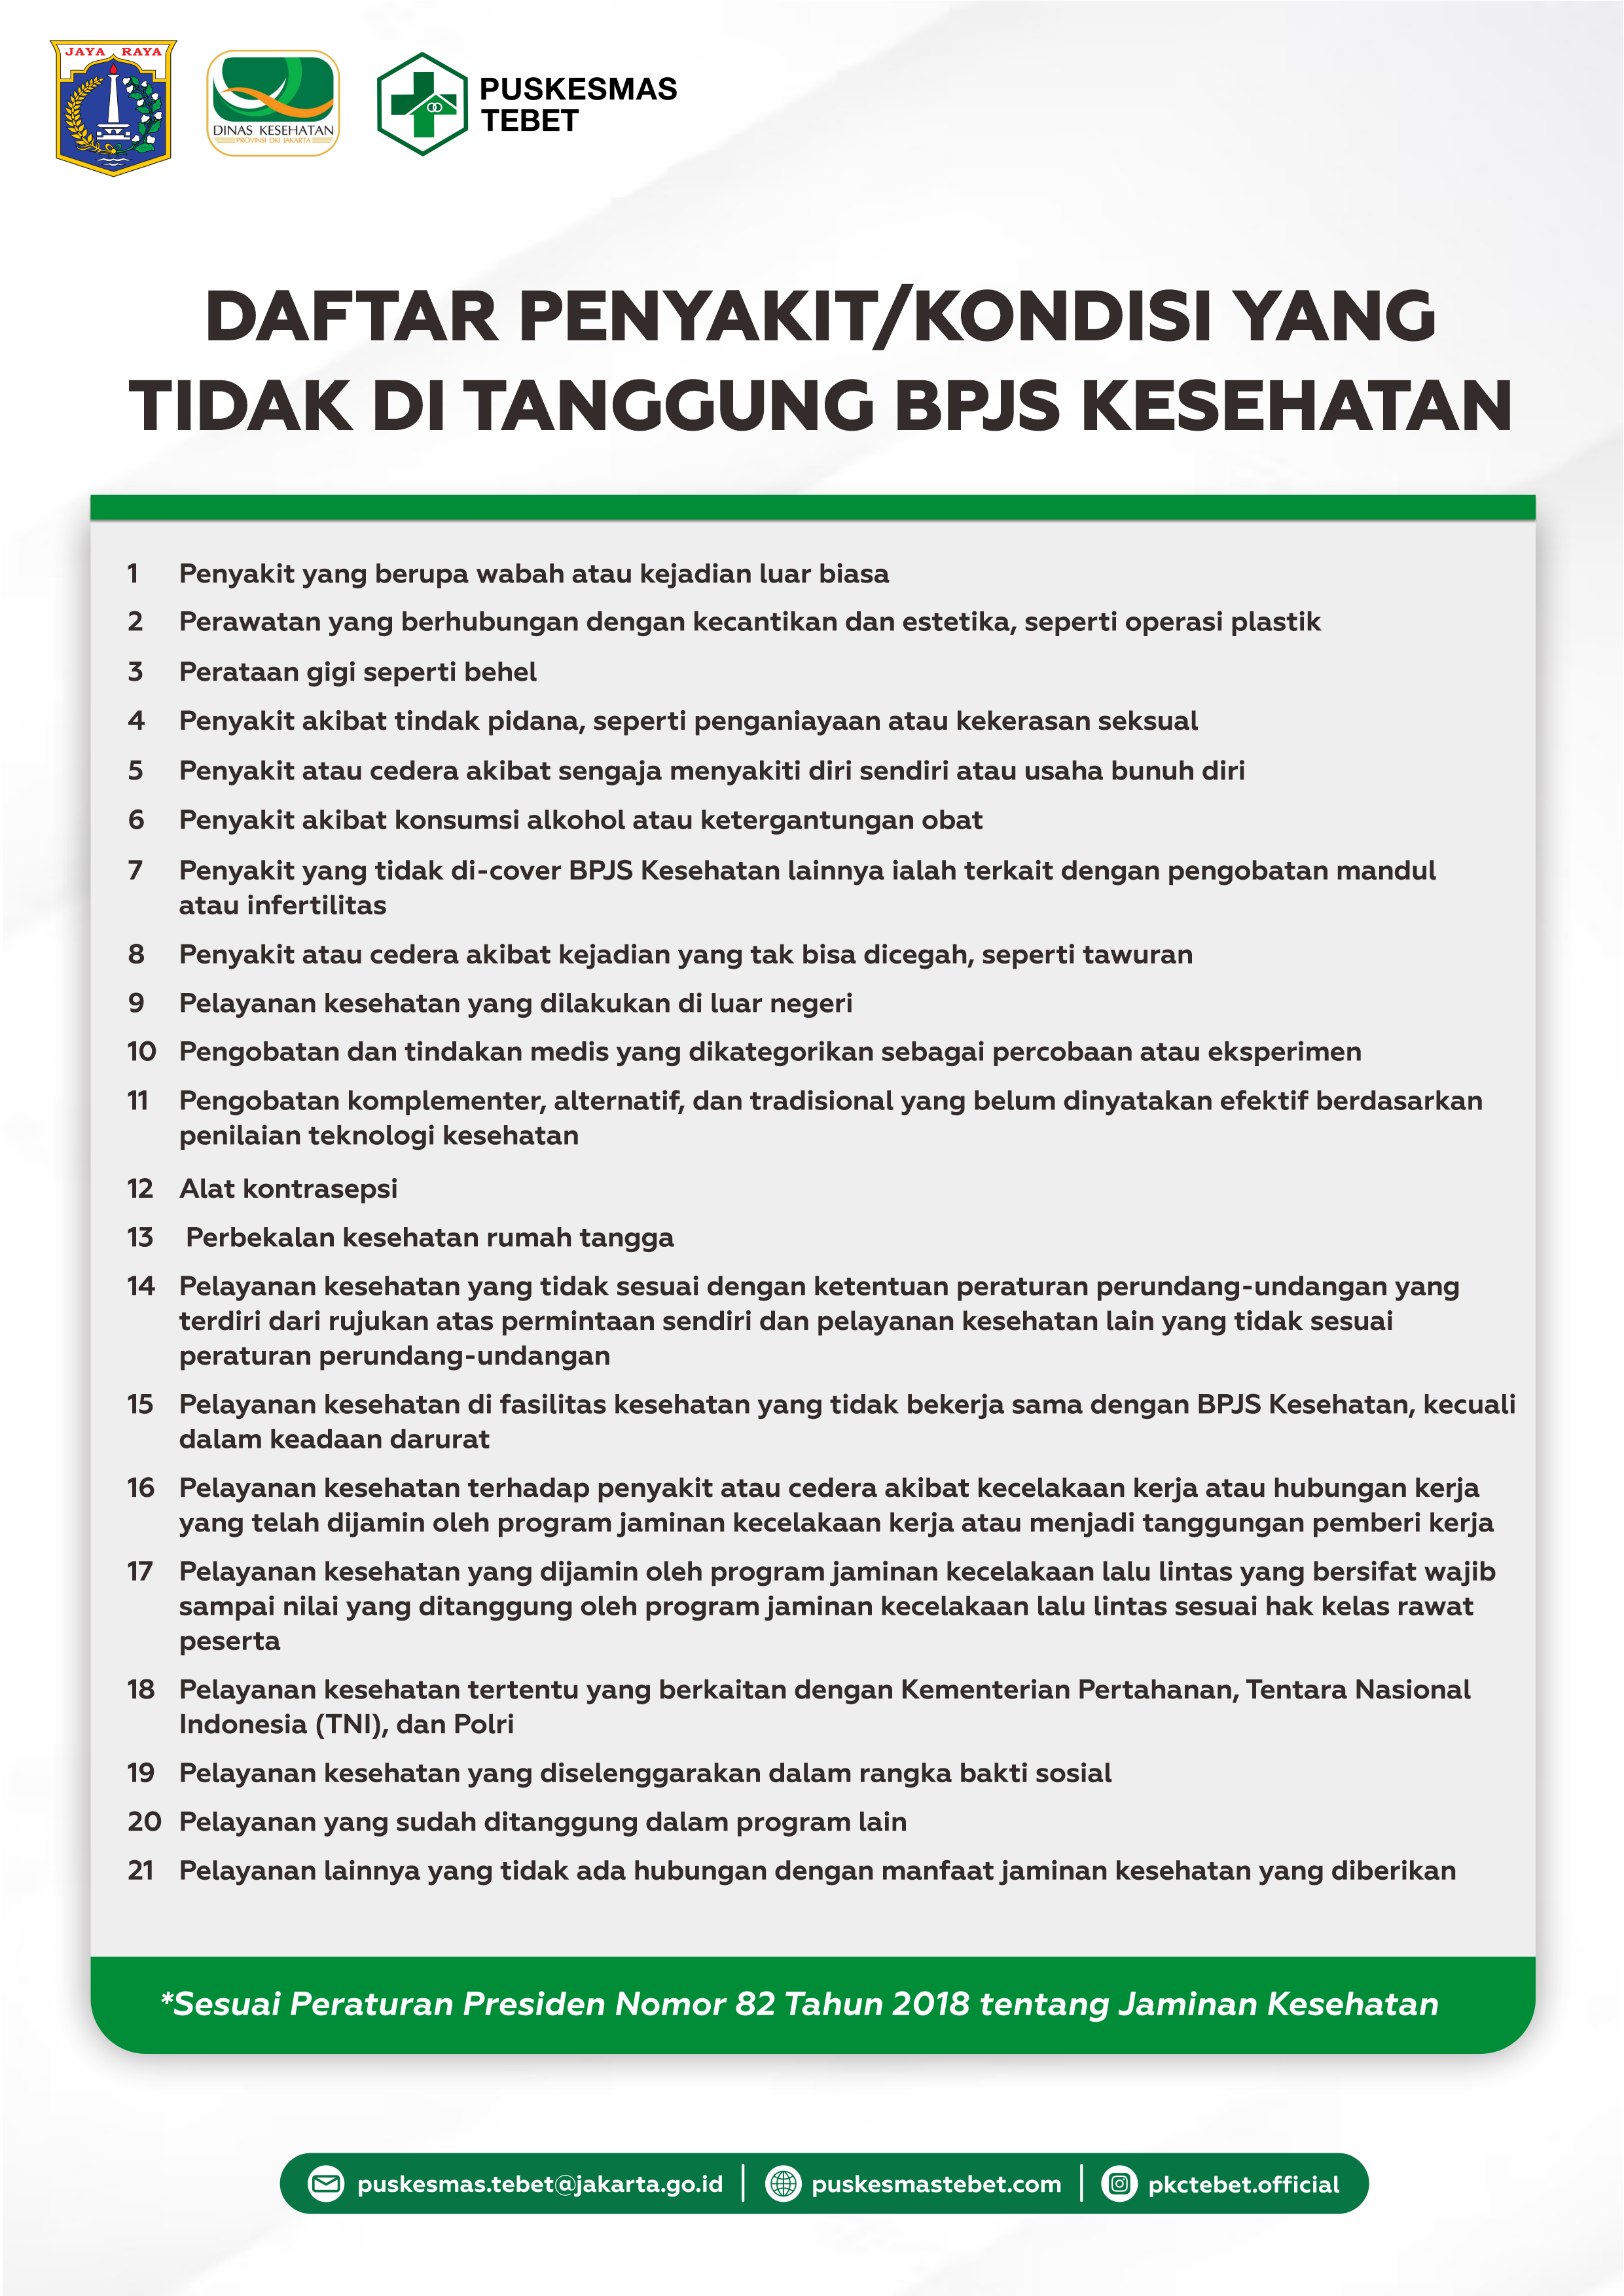 JAYA RAYA
DINAS KESEHATAN
PROVINSI DKI JAKARTA
PUSKESMAS
TEBET
DAFTAR PENYAKIT/KONDISI YANG
TIDAK DI TANGGUNG BPJS KESEHATAN
1 Penyakit yang berupa wabah atau kejadian luar biasa
2 Perawatan yang berhubungan dengan kecantikan dan estetika, seperti operasi plastik
3 Perataan gigi seperti behel
4 Penyakit akibat tindak pidana, seperti penganiayaan atau kekerasan seksual
5 Penyakit atau cedera akibat sengaja menyakiti diri sendiri atau usaha bunuh diri
6 Penyakit akibat konsumsi alkohol atau ketergantungan obat
7 Penyakit yang tidak di-cover BPJS Kesehatan lainnya ialah terkait dengan pengobatan mandul
atau infertilitas
8 Penyakit atau cedera akibat kejadian yang tak bisa dicegah, seperti tawuran
9 Pelayanan kesehatan yang dilakukan di luar negeri
10 Pengobatan dan tindakan medis yang dikategorikan sebagai percobaan atau eksperimen
11 Pengobatan komplementer, alternatif, dan tradisional yang belum dinyatakan efektif berdasarkan
penilaian teknologi kesehatan
12 Alat kontrasepsi
13 Perbekalan kesehatan rumah tangga
14 Pelayanan kesehatan yang tidak sesuai dengan ketentuan peraturan perundang-undangan yang
terdiri dari rujukan atas permintaan sendiri dan pelayanan kesehatan lain yang tidak sesuai
peraturan perundang-undangan
15 Pelayanan kesehatan di fasilitas kesehatan yang tidak bekerja sama dengan BPJS Kesehatan, kecuali
dalam keadaan darurat
16 Pelayanan kesehatan terhadap penyakit atau cedera akibat kecelakaan kerja atau hubungan kerja
yang telah dijamin oleh program jaminan kecelakaan kerja atau menjadi tanggungan pemberi kerja
17 Pelayanan kesehatan yang dijamin oleh program jaminan kecelakaan lalu lintas yang bersifat wajib
sampai nilai yang ditanggung oleh program jaminan kecelakaan lalu lintas sesuai hak kelas rawat
peserta
18 Pelayanan kesehatan tertentu yang berkaitan dengan Kementerian Pertahanan, Tentara Nasional
Indonesia (TNI), dan Polri
19 Pelayanan kesehatan yang diselenggarakan dalam rangka bakti sosial
20 Pelayanan yang sudah ditanggung dalam program lain
21 Pelayanan lainnya yang tidak ada hubungan dengan manfaat jaminan kesehatan yang diberikan
*Sesuai Peraturan Presiden Nomor 82 Tahun 2018 tentang Jaminan Kesehatan
puskesmas.tebet@jakarta.go.id | puskesmastebet.com | pkctebet.official